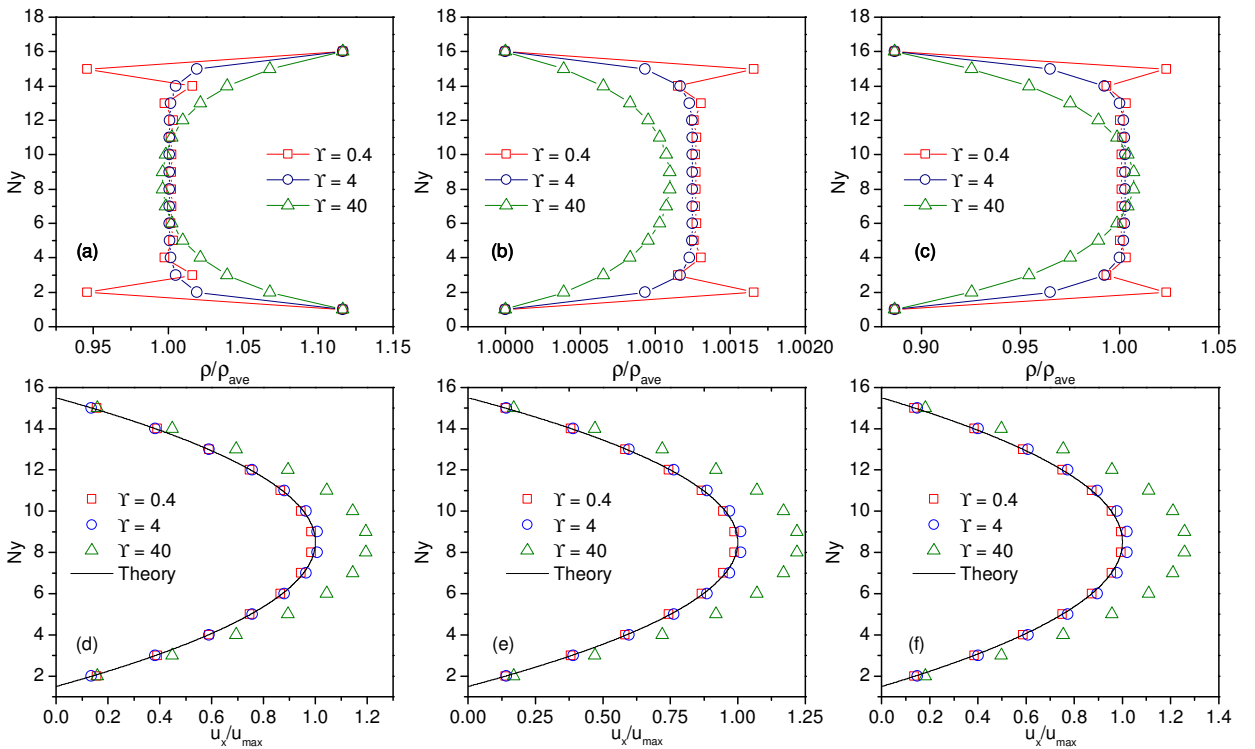 18
16
14
12
10
8
6
4
2
0
Ny
ϒ = 0.4
ϒ = 4
ϒ = 40
(a)
0.95 1.00 1.05 1.10 1.15
ρ/ρave
18
16
14
12
10
8
6
4
2
0
Ny
ϒ = 0.4
ϒ = 4
ϒ = 40
(b)
1.0000 1.0005 1.0010 1.0015 1.0020
ρ/ρave
18
16
14
12
10
8
6
4
2
0
Ny
ϒ = 0.4
ϒ = 4
ϒ = 40
(c)
0.90 0.95 1.00 1.05
ρ/ρave
16
14
12
10
8
6
4
2
Ny
ϒ = 0.4
ϒ = 4
ϒ = 40
Theory
(d)
0.0 0.2 0.4 0.6 0.8 1.0 1.2
ux/umax
16
14
12
10
8
6
4
2
Ny
ϒ = 0.4
ϒ = 4
ϒ = 40
Theory
(e)
0.00 0.25 0.50 0.75 1.00 1.25
ux/umax
16
14
12
10
8
6
4
2
Ny
ϒ = 0.4
ϒ = 4
ϒ = 40
Theory
(f)
0.0 0.2 0.4 0.6 0.8 1.0 1.2 1.4
ux/umax